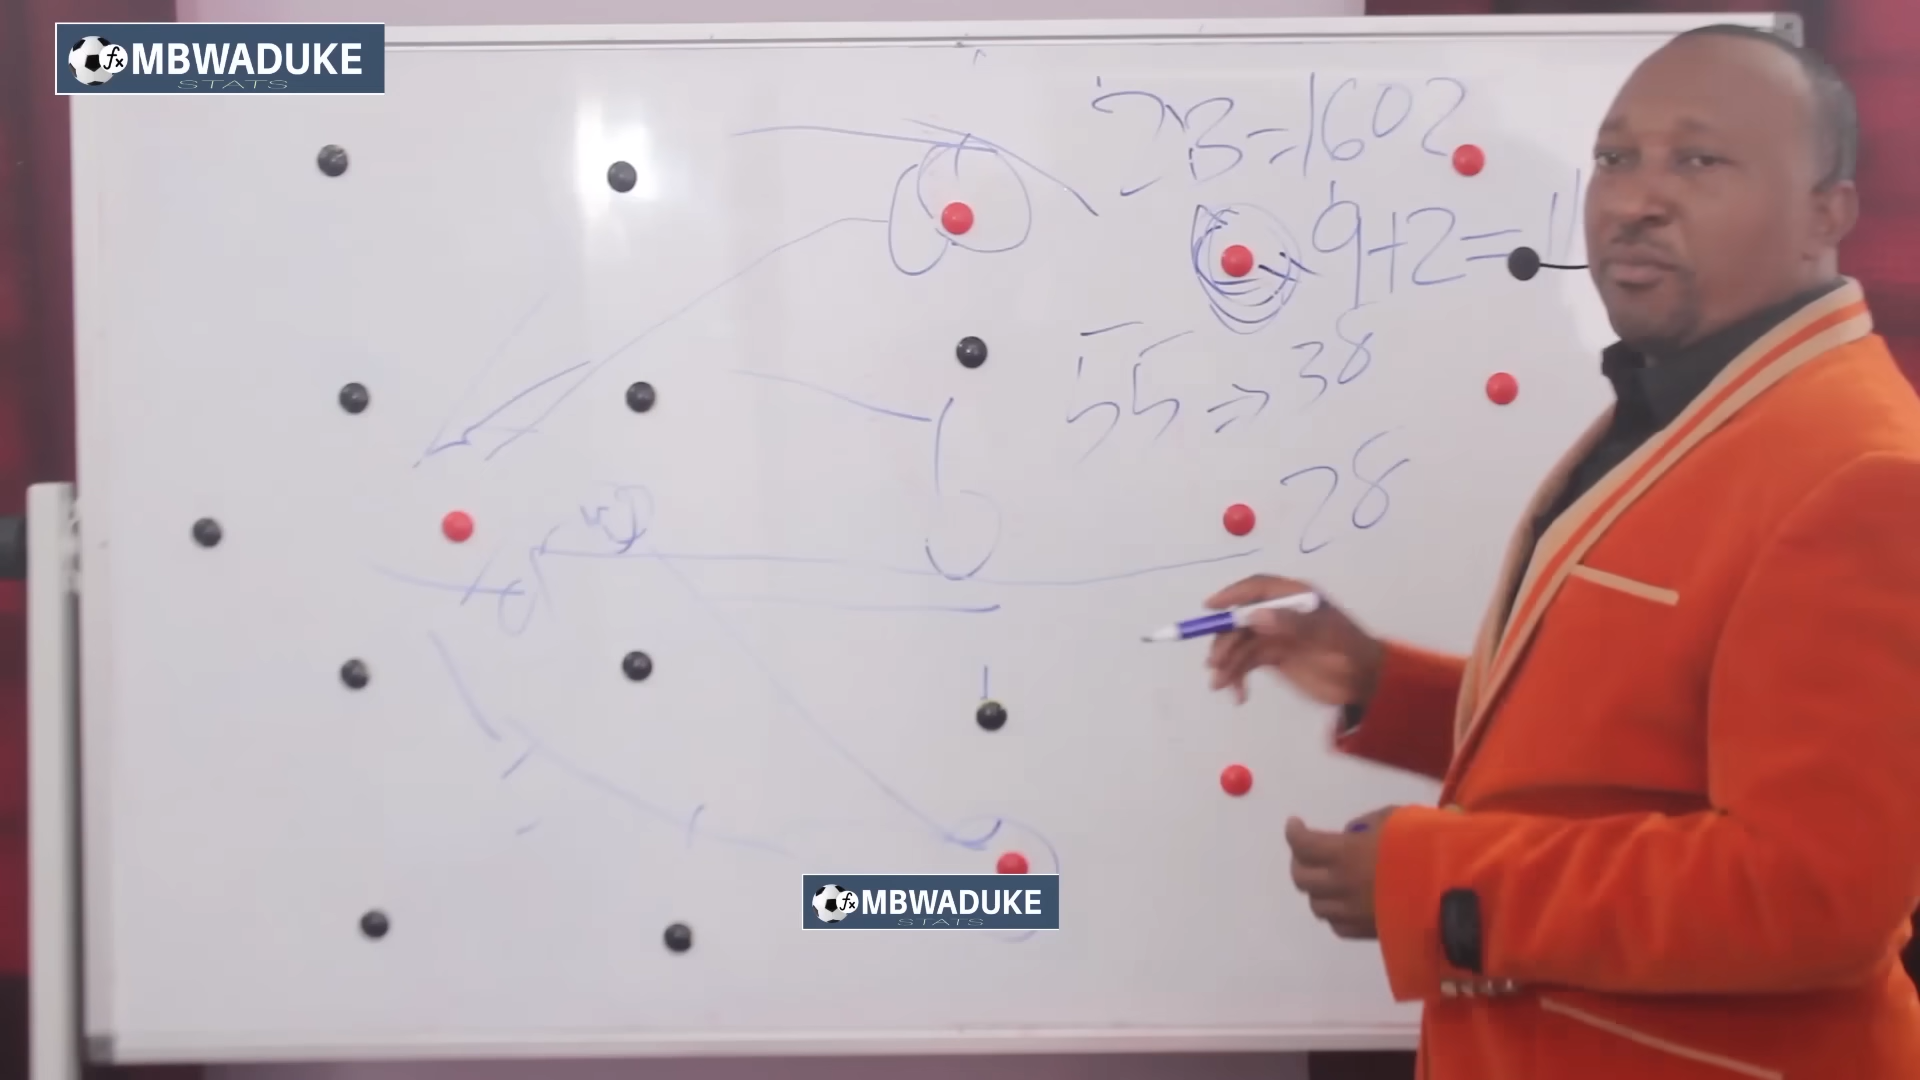 MBWADUKE
STATS
23=1602
9+2=11
55 => 38
28
MBWADUKE
STATS